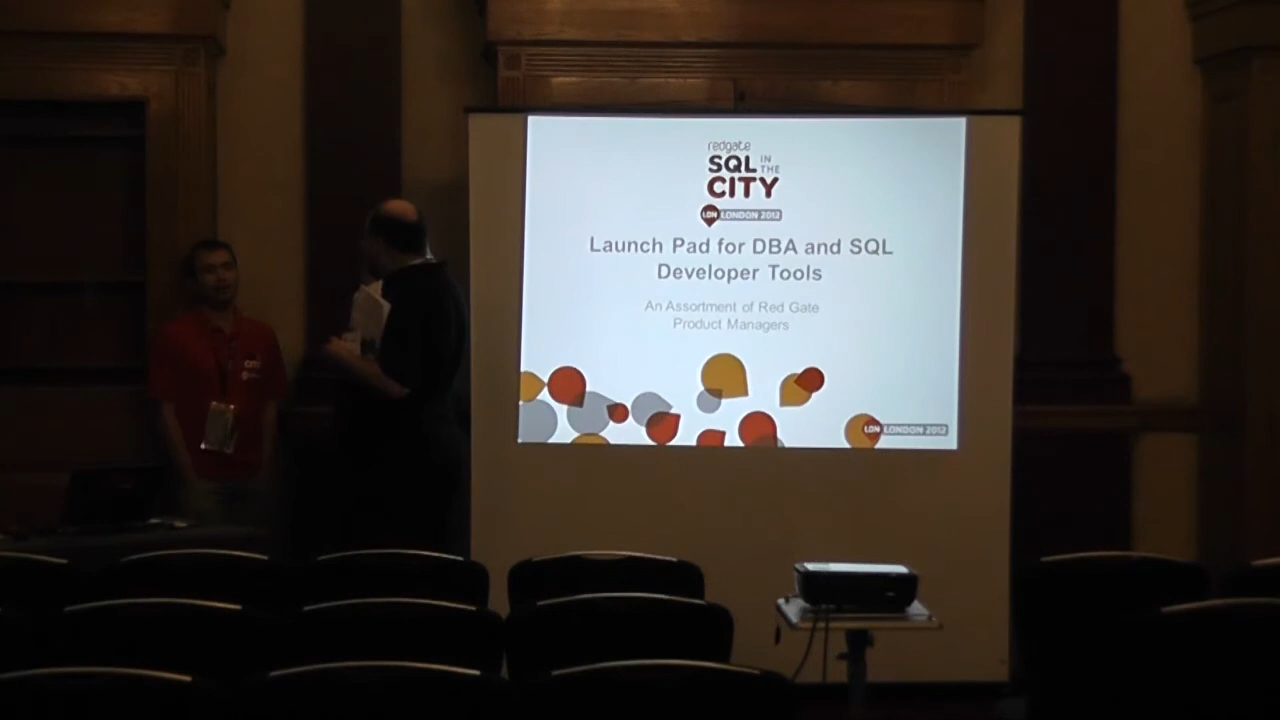 redgate
SQL IN THE
CITY
LDN LONDON 2012
Launch Pad for DBA and SQL
Developer Tools
An Assortment of Red Gate
Product Managers
LDN LONDON 2012